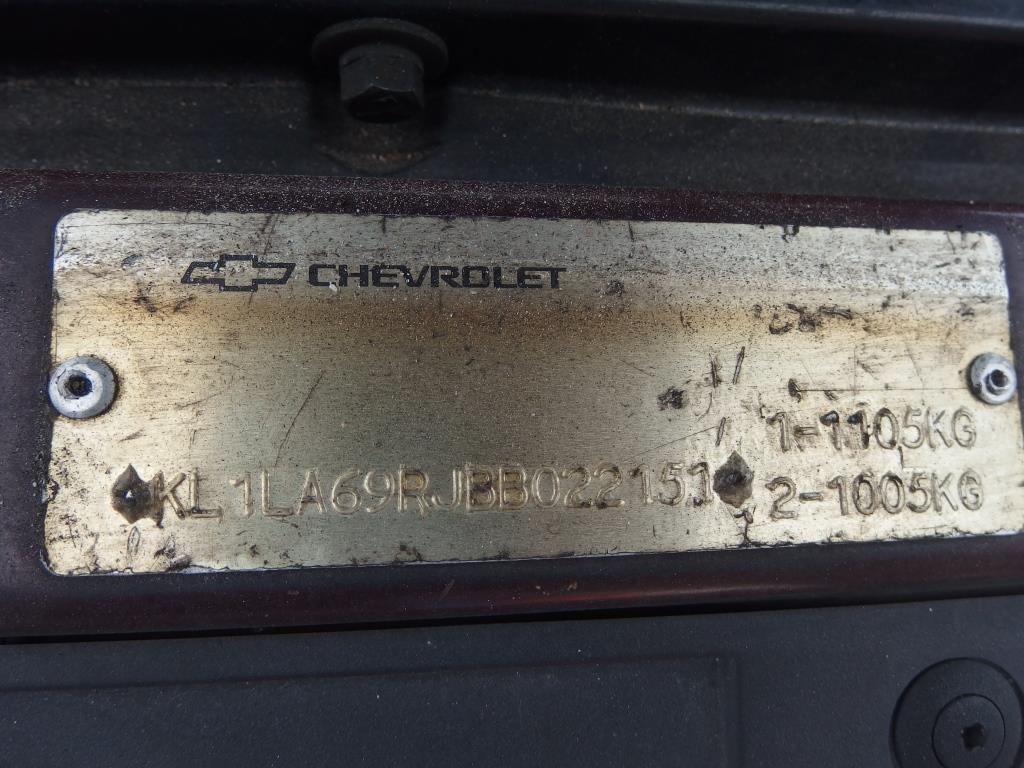 CHEVROLET
1-1105KG
KL1LA69RJBB022151
2-1005KG